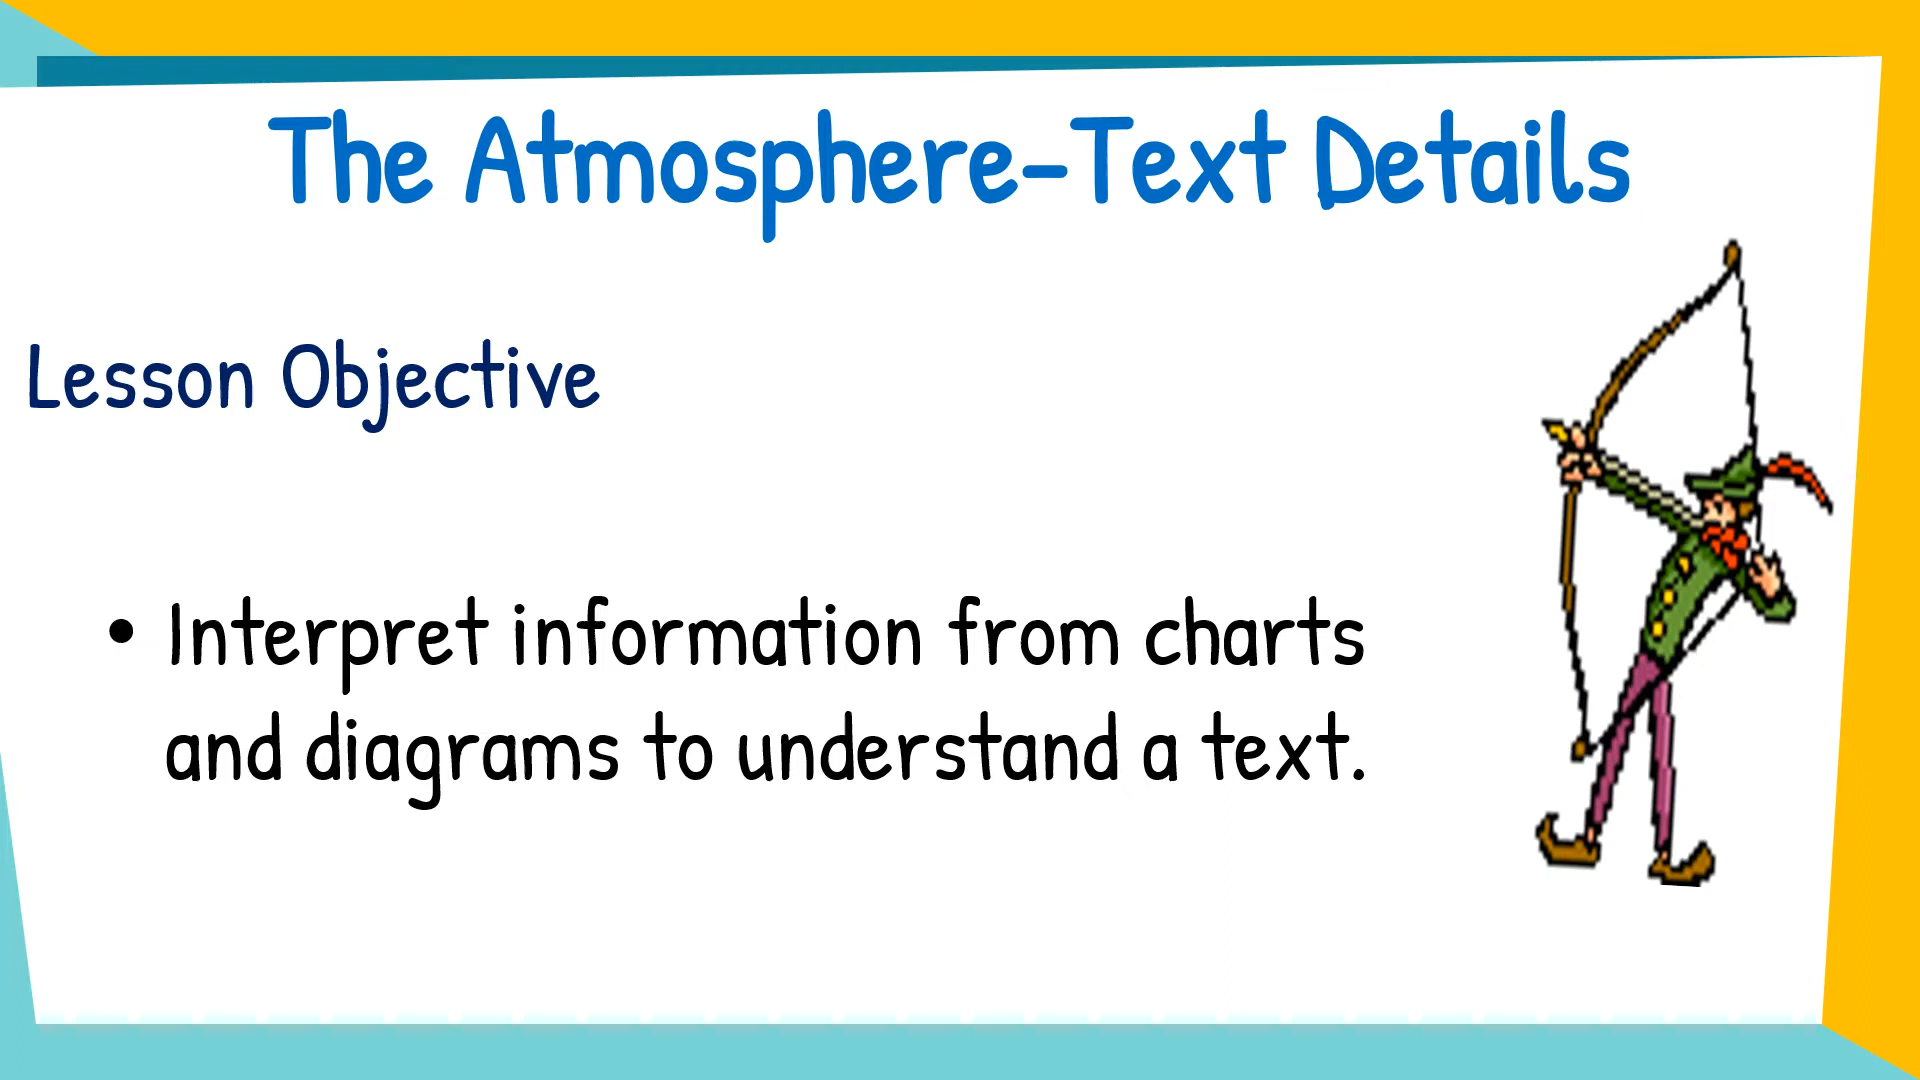 The Atmosphere-Text Details
Lesson Objective
• Interpret information from charts
and diagrams to understand a text.